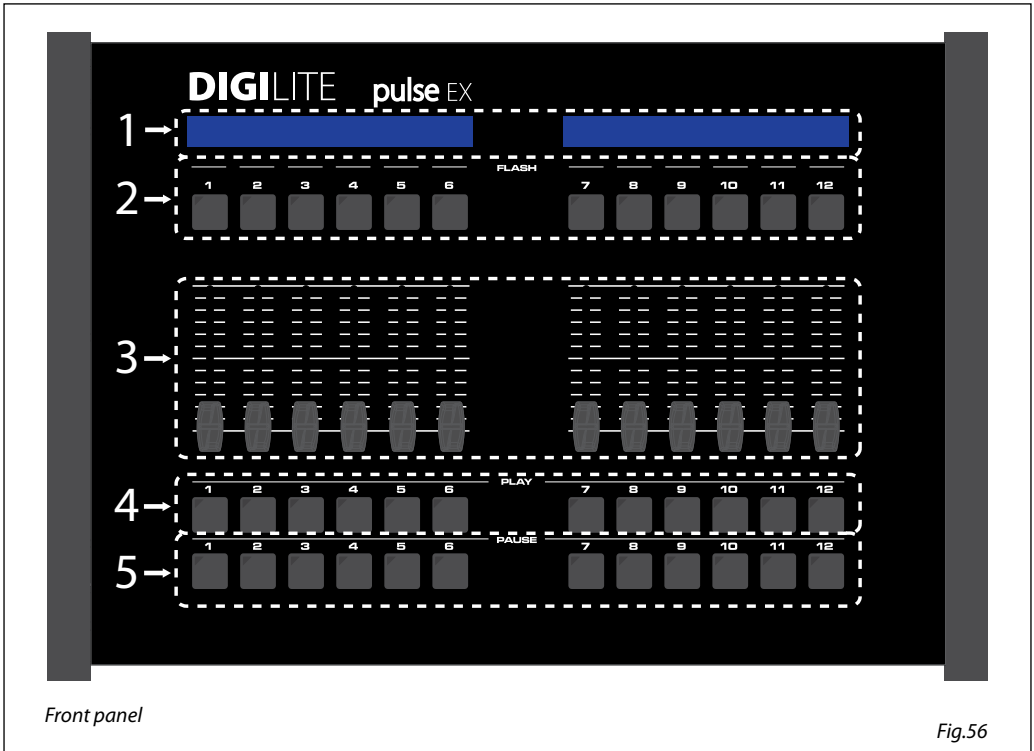 DIGILITE pulse EX
1
FLASH
1 2 3 4 5 6 7 8 9 10 11 12
2
3
PLAY
1 2 3 4 5 6 7 8 9 10 11 12
4
PAUSE
1 2 3 4 5 6 7 8 9 10 11 12
5
Front panel
Fig.56